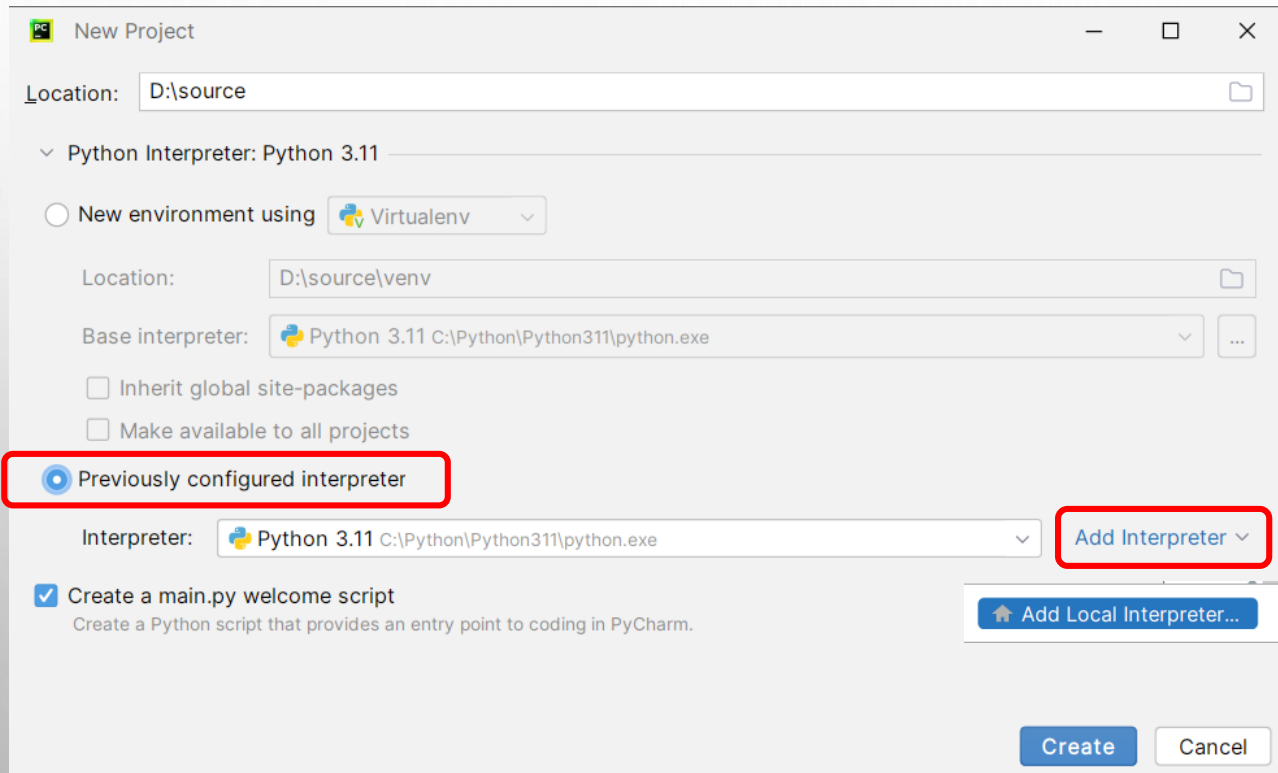 New Project
Location: D:\source
Python Interpreter: Python 3.11
New environment using Virtualenv
Location: D:\source\venv
Base interpreter: Python 3.11 C:\Python\Python311\python.exe ...
Inherit global site-packages
Make available to all projects
Previously configured interpreter
Interpreter: Python 3.11 C:\Python\Python311\python.exe Add Interpreter
Create a main.py welcome script
Add Local Interpreter...
Create a Python script that provides an entry point to coding in PyCharm.
Create Cancel